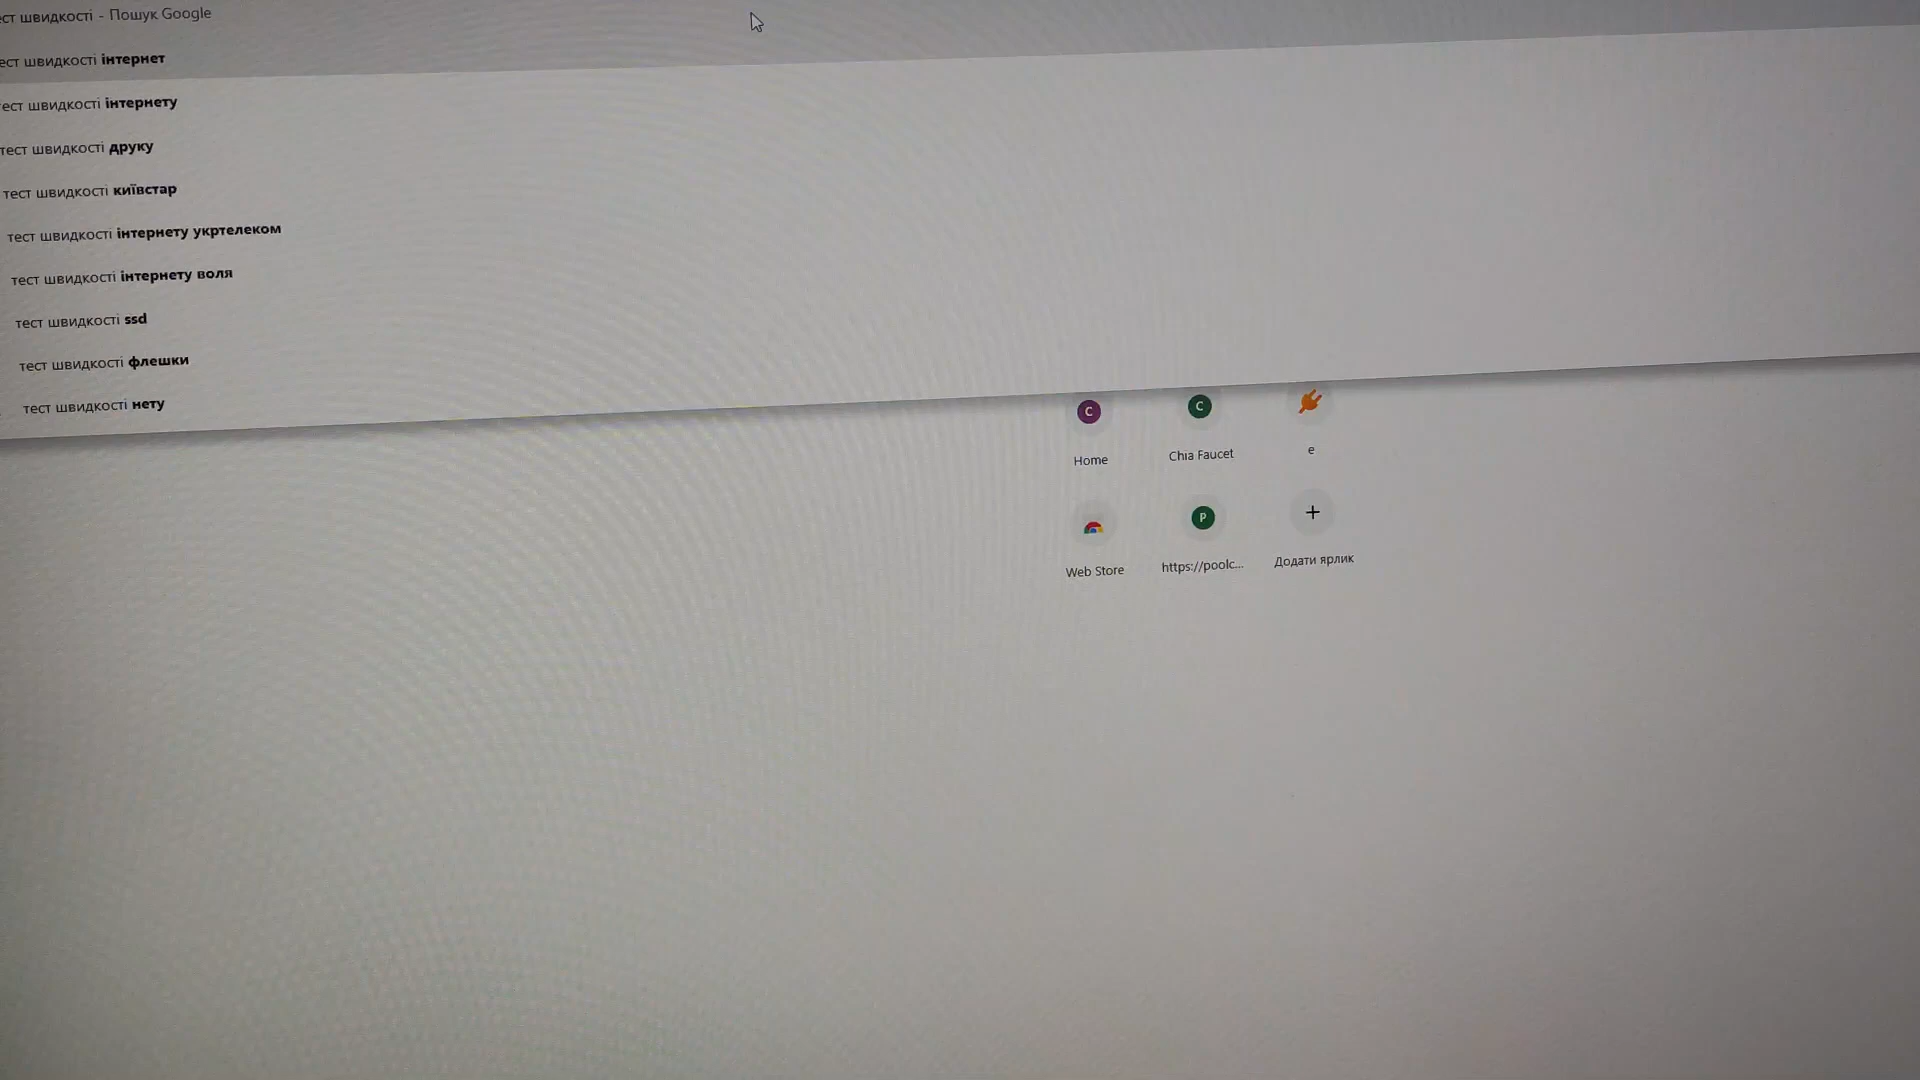 ст швидкості - Пошук Google
ест швидкості інтернет
тест швидкості інтернету
тест швидкості друку
тест швидкості київстар
тест швидкості інтернету укртелеком
тест швидкості інтернету воля
тест швидкості ssd
тест швидкості флешки
тест швидкості нету
C
C
Home
Chia Faucet
e
P
Web Store
https://poolc...
Додати ярлик